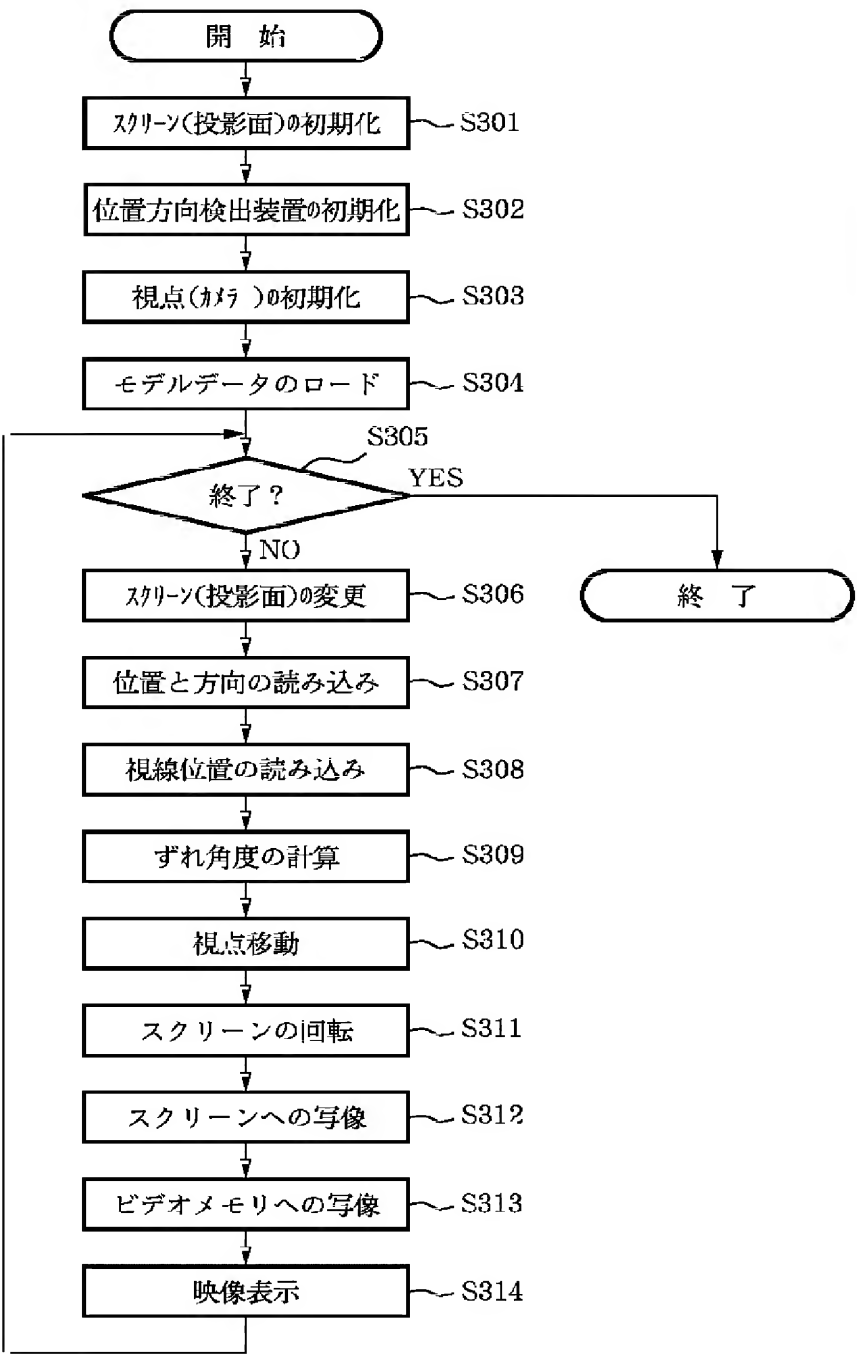 開 始
ｽｸﾘｰﾝ(投影面)の初期化 S301
位置方向検出装置の初期化 S302
視点(ｶﾒﾗ )の初期化 S303
モデルデータのロード S304
S305
終了？ YES
NO
ｽｸﾘｰﾝ(投影面)の変更 S306
終 了
位置と方向の読み込み S307
視線位置の読み込み S308
ずれ角度の計算 S309
視点移動 S310
スクリーンの回転 S311
スクリーンへの写像 S312
ビデオメモリへの写像 S313
映像表示 S314